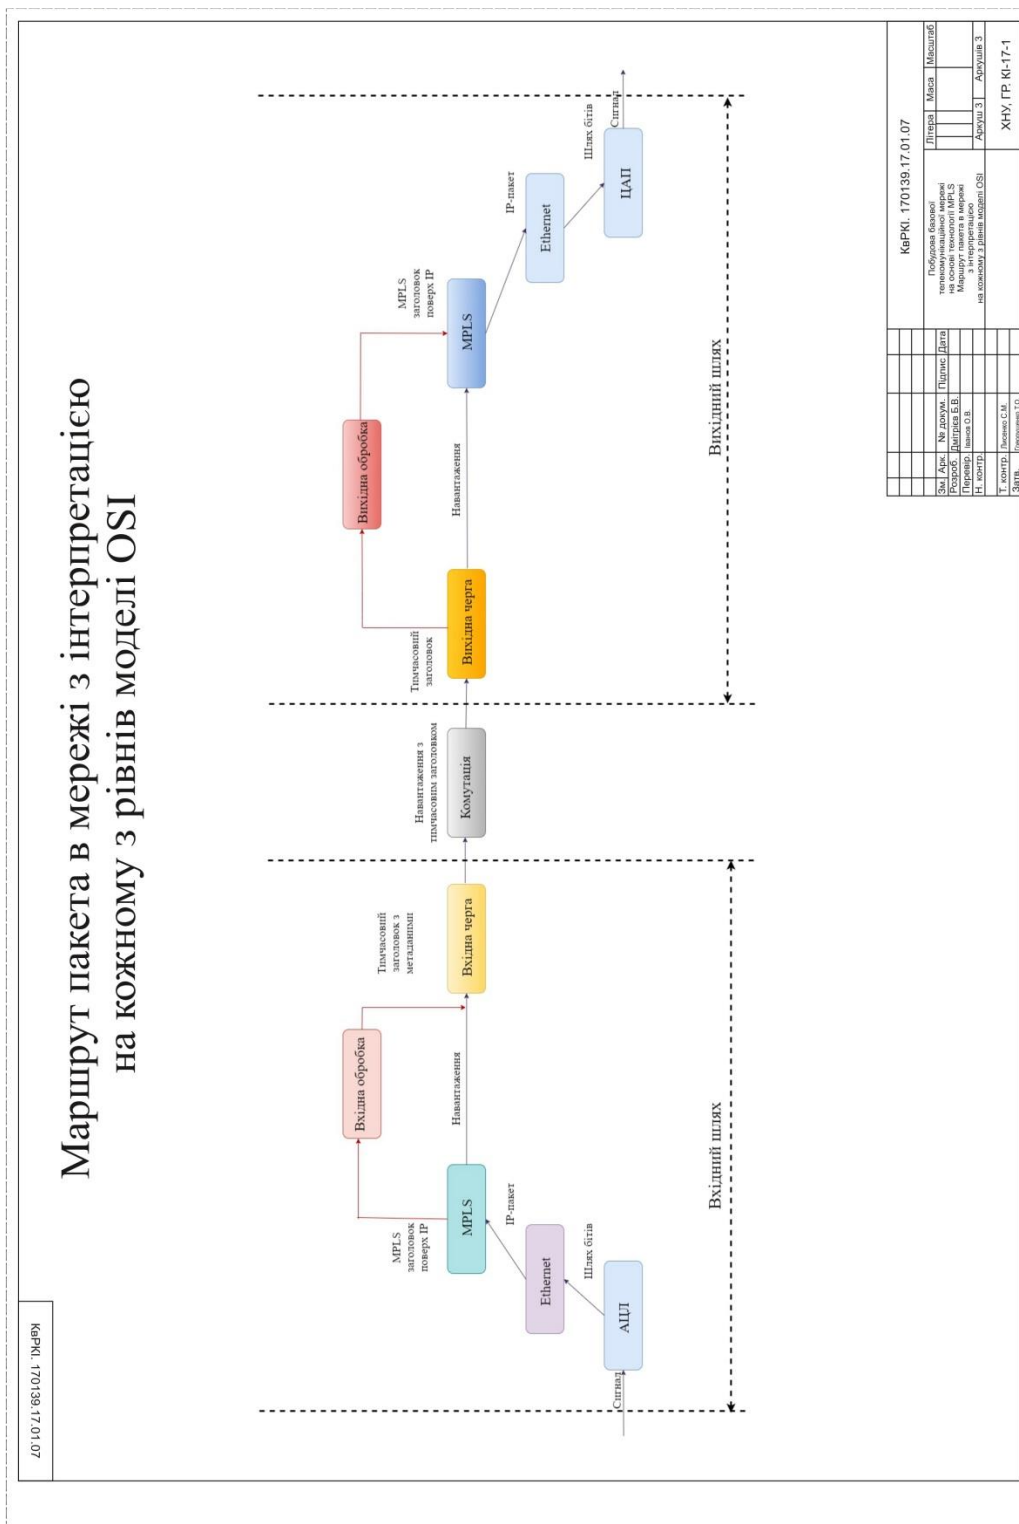 КвРКІ. 170139.17.01.07
Маршрут пакета в мережі з інтерпретацією
на кожному з рівнів моделі OSI
Сигнал
АЦЛ
Шлях бітів
Ethernet
IP-пакет
MPLS
MPLS
заголовок
поверх IP
Вхідна обробка
Навантаження
Тимчасовий
заголовок з
метаданими
Вхідна черга
Вхідний шлях
Навантаження з
тимчасовим заголовком
Комутація
Вихідна черга
Тимчасовий
заголовок
Вихідна обробка
Навантаження
MPLS
заголовок
поверх IP
MPLS
IP-пакет
Ethernet
Шлях бітів
ЦАП
Сигнал
Вихідний шлях
КвРКІ. 170139.17.01.07
Зм. Арк. № докум. Підпис Дата
Розроб. Дмітрієв Б.В.
Перевір. Іванов О.В.
Н. контр.
Т. контр. Лисенко С.М.
Затв.
Побудова базової
телекомунікаційної мережі
на основі технології MPLS
Маршрут пакета в мережі
з інтерпретацією
на кожному з рівнів моделі OSI
Літера Маса Масштаб
Аркуш 3 Аркушів 3
ХНУ, ГР. КІ-17-1